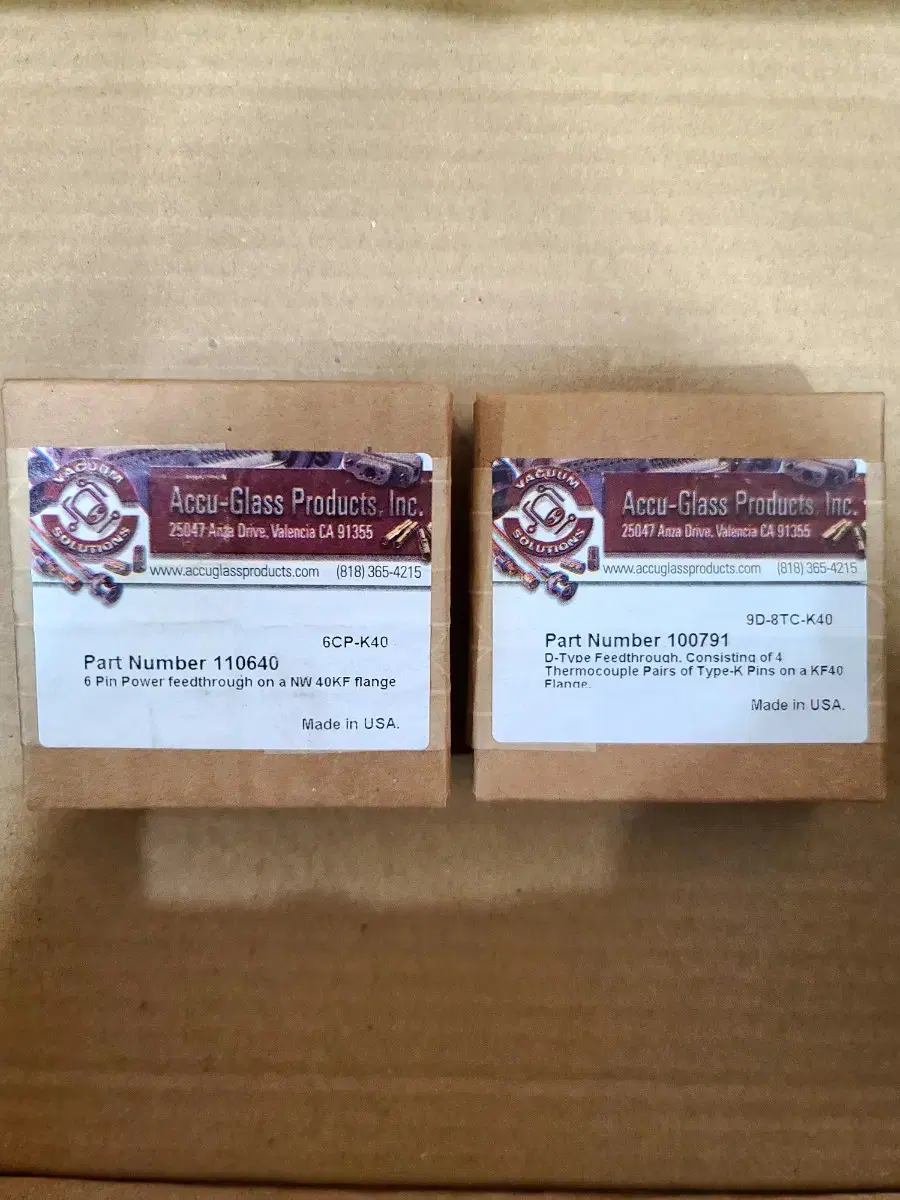 VACUUM
SOLUTIONS
Accu-Glass Products, Inc.
25047 Anza Drive, Valencia CA 91355
www.accuglassproducts.com (818) 365-4215
6CP-K40
Part Number 110640
6 Pin Power feedthrough on a NW 40KF flange
Made in USA.
VACUUM
SOLUTIONS
Accu-Glass Products, Inc.
25047 Anza Drive, Valencia CA 91355
www.accuglassproducts.com (818) 365-4215
9D-8TC-K40
Part Number 100791
D-Type Feedthrough. Consisting of 4
Thermocouple Pairs of Type-K Pins on a KF40
Flange.
Made in USA.